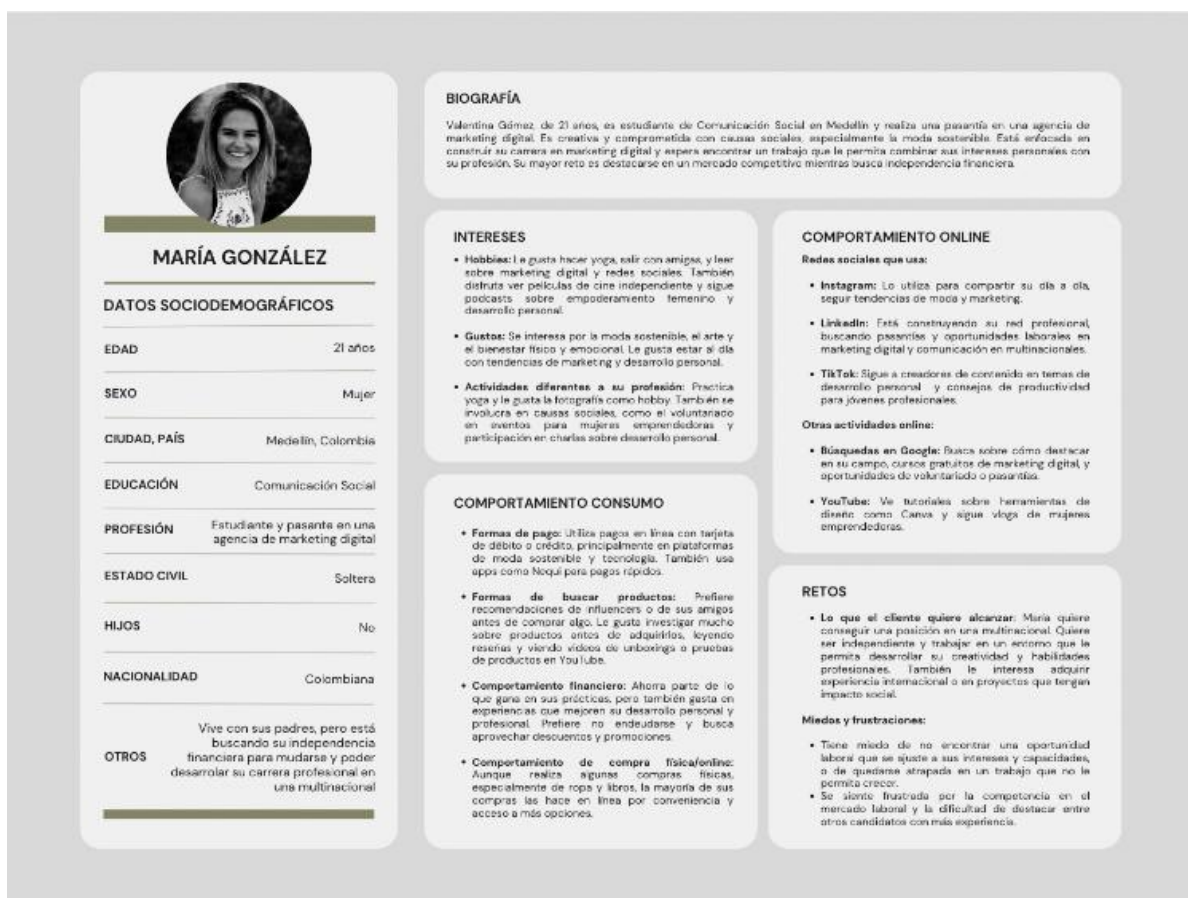 MARÍA GONZÁLEZ
DATOS SOCIODEMOGRÁFICOS
EDAD 21 años
SEXO Mujer
CIUDAD, PAÍS Medellín, Colombia
EDUCACIÓN Comunicación Social
PROFESIÓN Estudiante y pasante en una
agencia de marketing digital
ESTADO CIVIL Soltera
HIJOS No
NACIONALIDAD Colombiana
OTROS
Vive con sus padres, pero está
buscando su independencia
financiera para mudarse y poder
desarrolar su carrera profesional en
una multinacional
BIOGRAFÍA
Valentina Gómez, de 21 años, es estudiante de Comunicación Social en Medellín y realiza una pasantía en una agencia de
marketing digital. Es creativa y comprometida con causas sociales, especialmente la moda sostenible. Está enfocada en
construir su carrera en marketing digital y espera encontrar un trabajo que le permita combinar sus intereses personales con
su profesión. Su mayor reto es destacarse en un mercado competitivo mientras busca independencia financiera.
INTERESES
• Hobbies: Le gusta hacer yoga, salir con amigas, y leer
sobre marketing digital y redes sociales. También
disfruta ver películas de cine independiente y sigue
podcasts sobre empoderamiento femenino y
desarrollo personal.
• Gustos: Se interesa por la moda sostenible, el arte y
el bienestar físico y emocional. Le gusta estar al día
con tendencias de marketing y desarrollo personal.
• Actividades diferentes a su profesión: Practica
yoga y le gusta la fotografía como hobby. También se
involucra en causas sociales, como el voluntariado
en eventos para mujeres emprendedoras y
participación en charlas sobre desarrollo personal.
COMPORTAMIENTO CONSUMO
• Formas de pago: Utiliza pagos en línea con tarjeta
de débito o crédito, principalmente en plataformas
de moda sostenible y tecnología. También usa
apps como Nequi para pagos rápidos.
• Formas de buscar productos: Prefiere
recomendaciones de influencers o de sus amigos
antes de comprar algo. Le gusta investigar mucho
sobre productos antes de adquirirlos, leyendo
reseñas y viendo videos de unboxings o pruebas
de productos en YouTube.
• Comportamiento financiero: Ahorra parte de lo
que gana en sus prácticas, pero también gasta en
experiencias que mejoren su desarrollo personal y
profesional. Prefiere no endeudarse y busca
aprovechar descuentos y promociones.
• Comportamiento de compra física/online:
Aunque realiza algunas compras físicas,
especialmente de ropa y libros, la mayoría de sus
compras las hace en línea por conveniencia y
acceso a más opciones.
COMPORTAMIENTO ONLINE
Redes sociales que usa:
• Instagram: Lo utiliza para compartir su día a día,
seguir tendencias de moda y marketing.
• LinkedIn: Está construyendo su red profesional,
buscando pasantías y oportunidades laborales en
marketing digital y comunicación en multinacionales.
• TikTok: Sigue a creadores de contenido en temas de
desarrollo personal y consejos de productividad
para jóvenes profesionales.
Otras actividades online:
• Búsquedas en Google: Busca sobre cómo destacar
en su campo, cursos gratuitos de marketing digital, y
oportunidades de voluntariado o pasantías.
• YouTube: Ve tutoriales sobre herramientas de
diseño como Canva y sigue vlogs de mujeres
emprendedoras.
RETOS
• Lo que el cliente quiere alcanzar: María quiere
conseguir una posición en una multinacional. Quiere
ser independiente y trabajar en un entorno que le
permita desarrollar su creatividad y habilidades
profesionales. También le interesa adquirir
experiencia internacional o en proyectos que tengan
impacto social.
Miedos y frustraciones:
• Tiene miedo de no encontrar una oportunidad
laboral que se ajuste a sus intereses y capacidades,
o de quedarse atrapada en un trabajo que no le
permita crecer.
• Se siente frustrada por la competencia en el
mercado laboral y la dificultad de destacar entre
otros candidatos con más experiencia.